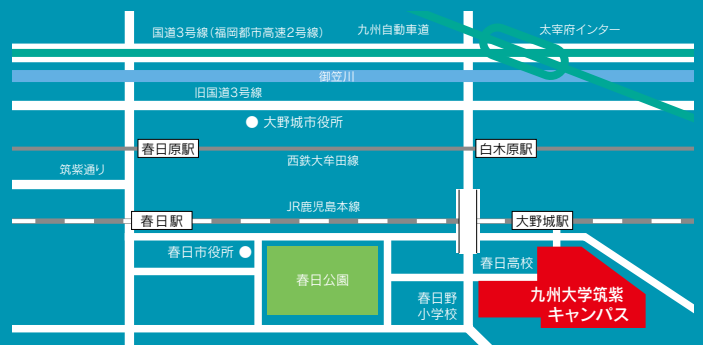 国道3号線（福岡都市高速2号線）
九州自動車道
太宰府インター
御笠川
旧国道3号線
大野城市役所
春日原駅
白木原駅
西鉄大牟田線
筑紫通り
JR鹿児島本線
春日駅
大野城駅
春日市役所
春日公園
春日高校
春日野
小学校
九州大学筑紫
キャンパス